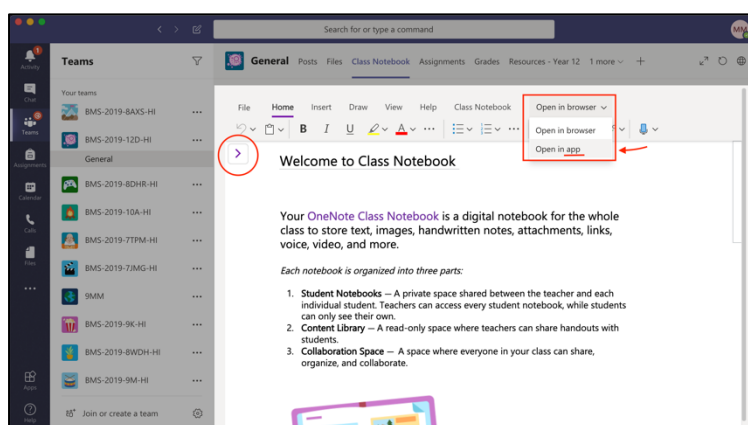 Search for or type a command
MM
Activity
Chat
Teams
Assignments
Calendar
Calls
Files
Apps
Help
Teams
Your teams
BMS-2019-8AXS-HI
BMS-2019-12D-HI
General
BMS-2019-8DHR-HI
BMS-2019-10A-HI
BMS-2019-7TPM-HI
BMS-2019-7JMG-HI
9MM
BMS-2019-9K-HI
BMS-2019-8WDH-HI
BMS-2019-9M-HI
Join or create a team
General Posts Files Class Notebook Assignments Grades Resources - Year 12 1 more
File Home Insert Draw View Help Class Notebook Open in browser
B I U A
Open in browser
Open in app
Welcome to Class Notebook
Your OneNote Class Notebook is a digital notebook for the whole
class to store text, images, handwritten notes, attachments, links,
voice, video, and more.
Each notebook is organized into three parts:
1. Student Notebooks — A private space shared between the teacher and each
individual student. Teachers can access every student notebook, while students
can only see their own.
2. Content Library — A read-only space where teachers can share handouts with
students.
3. Collaboration Space — A space where everyone in your class can share,
organize, and collaborate.